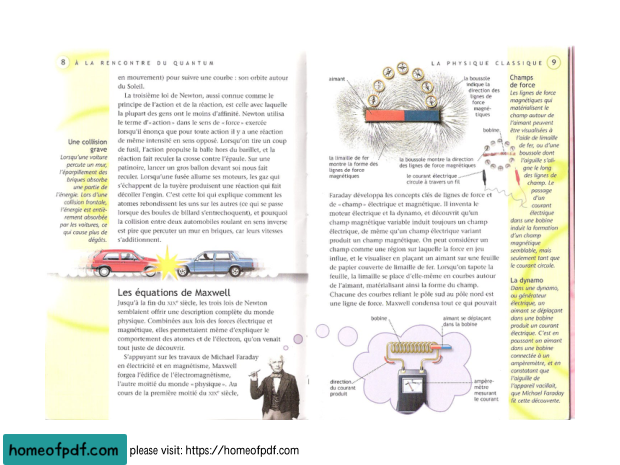 8 À LA RENCONTRE DU QUANTUM
en mouvement) pour suivre une courbe : son orbite autour
du Soleil.
La troisième loi de Newton, aussi connue comme le
principe de l'action et de la réaction, est celle avec laquelle
la plupart des gens ont le moins d'affinité. Newton utilisa
le terme d'« action » dans le sens de « force » exercée
lorsqu'il énonça que pour toute action il y a une réaction
de même intensité en sens opposé. Lorsqu'on tire un coup
de fusil, l'action propulse la balle hors du barillet, et la
réaction fait reculer la crosse contre l'épaule. Sur une
patinoire, lancer un gros ballon devant soi nous fait
reculer. Lorsqu'une fusée allume ses moteurs, les gaz qui
s'échappent de la tuyère produisent une réaction qui fait
décoller l'engin. C'est cette loi qui explique comment les
atomes rebondissent les uns sur les autres (ce qui se passe
lorsque des boules de billard s'entrechoquent), et pourquoi
la collision entre deux automobiles roulant en sens inverse
est pire que percuter un mur en briques, car leurs vitesses
s'additionnent.
Une collision
grave
Lorsqu'une voiture
percute un mur,
l'éparpillement des
briques absorbe
une partie de
l'énergie. Lors d'une
collision frontale,
l'énergie est entiè-
rement absorbée
par les voitures, ce
qui cause plus de
dégâts.
Les équations de Maxwell
Jusqu'à la fin du XIXe siècle, les trois lois de Newton
semblaient offrir une description complète du monde
physique. Combinées aux lois des forces électrique et
magnétique, elles permettaient même d'expliquer le
comportement des atomes et de l'électron, qu'on venait
tout juste de découvrir.
S'appuyant sur les travaux de Michael Faraday
en électricité et en magnétisme, Maxwell
forgea l'édifice de l'électromagnétisme,
l'autre moitié du monde « physique ». Au
cours de la première moitié du XIXe siècle,
LA PHYSIQUE CLASSIQUE 9
aimant
la boussole
indique la
direction des
lignes de
force
magné-
tiques
bobine
la limaille de fer
montre la forme des
lignes de force
magnétiques
la boussole montre la direction
des lignes de force magnétiques
le courant électrique
circule à travers un fil
Faraday développa les concepts clés de lignes de force et
de « champ » électrique et magnétique. Il inventa le
moteur électrique et la dynamo, et découvrit qu'un
champ magnétique variable induit toujours un champ
électrique, de même qu'un champ électrique variant
produit un champ magnétique. On peut considérer un
champ comme une région sur laquelle la force en jeu
influe, et le visualiser en plaçant un aimant sur une feuille
de papier couverte de limaille de fer. Lorsqu'on tapote la
feuille, la limaille se place d'elle-même en courbes autour
de l'aimant, matérialisant ainsi la forme du champ.
Chacune des courbes reliant le pôle sud au pôle nord est
une ligne de force. Maxwell condensa tout ce qui pouvait
bobine
aimant se déplaçant
dans la bobine
direction
du courant
produit
ampère-
mètre
mesurant
le courant
Champs
de force
Les lignes de force
magnétiques qui
matérialisent le
champ autour de
l'aimant peuvent
être visualisées à
l'aide de limaille
de fer, ou d'une
boussole dont
l'aiguille s'ali-
gne le long
des lignes de
champ. Le
passage
d'un
courant
électrique
dans une bobine
induit la formation
d'un champ
magnétique
semblable, mais
seulement tant que
le courant circule.
La dynamo
Dans une dynamo,
ou générateur
électrique, un
aimant se déplaçant
dans une bobine
produit un courant
électrique. C'est en
poussant un aimant
dans une bobine
connectée à un
ampèremètre, et en
constatant que
l'aiguille de
l'appareil vacillait,
que Michael Faraday
fit cette découverte.
homeofpdf.com
please visit: https://homeofpdf.com